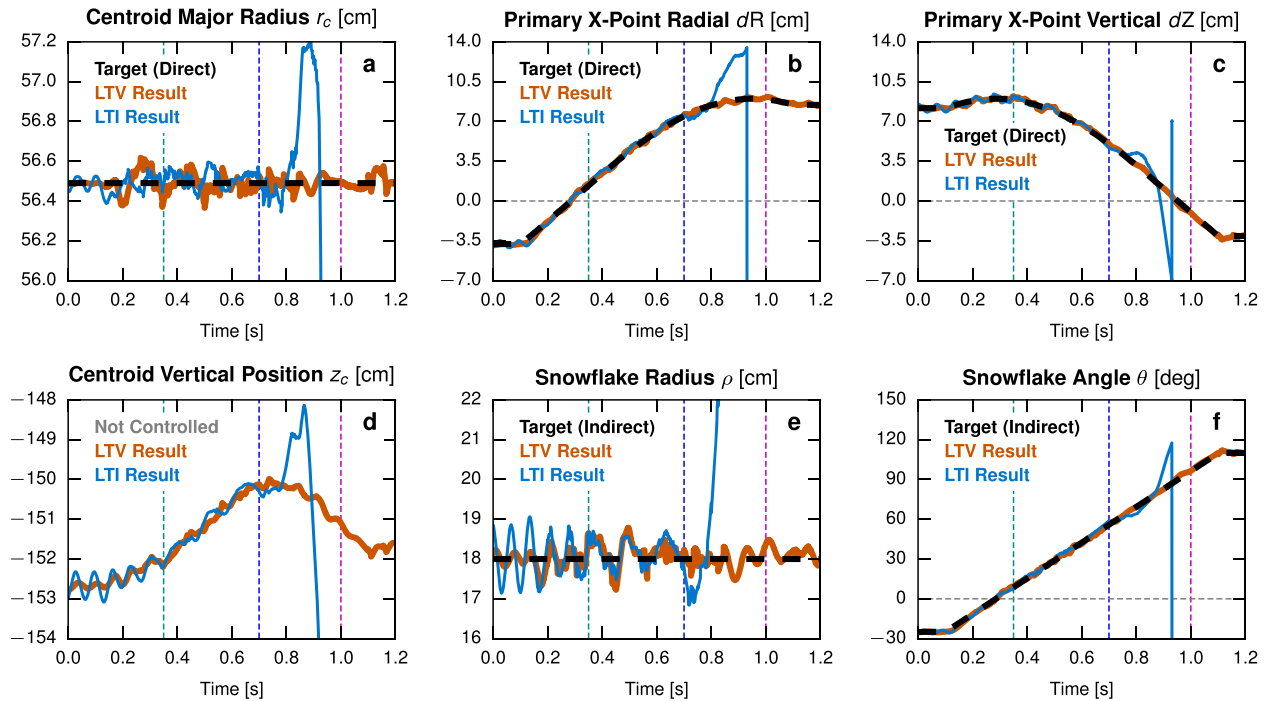 Centroid Major Radius r_c [cm]
57.2
57.0
56.8
56.6
56.4
56.2
56.0
Target (Direct)
LTV Result
LTI Result
a
0.0 0.2 0.4 0.6 0.8 1.0 1.2
Time [s]
Primary X-Point Radial dR [cm]
14.0
10.5
7.0
3.5
0.0
−3.5
−7.0
Target (Direct)
LTV Result
LTI Result
b
0.0 0.2 0.4 0.6 0.8 1.0 1.2
Time [s]
Primary X-Point Vertical dZ [cm]
14.0
10.5
7.0
3.5
0.0
−3.5
−7.0
c
Target (Direct)
LTV Result
LTI Result
0.0 0.2 0.4 0.6 0.8 1.0 1.2
Time [s]
Centroid Vertical Position z_c [cm]
−148
−149
−150
−151
−152
−153
−154
Not Controlled
LTV Result
LTI Result
d
0.0 0.2 0.4 0.6 0.8 1.0 1.2
Time [s]
Snowflake Radius ρ [cm]
22
21
20
19
18
17
16
Target (Indirect)
LTV Result
LTI Result
e
0.0 0.2 0.4 0.6 0.8 1.0 1.2
Time [s]
Snowflake Angle θ [deg]
150
120
90
60
30
0
−30
Target (Indirect)
LTV Result
LTI Result
f
0.0 0.2 0.4 0.6 0.8 1.0 1.2
Time [s]